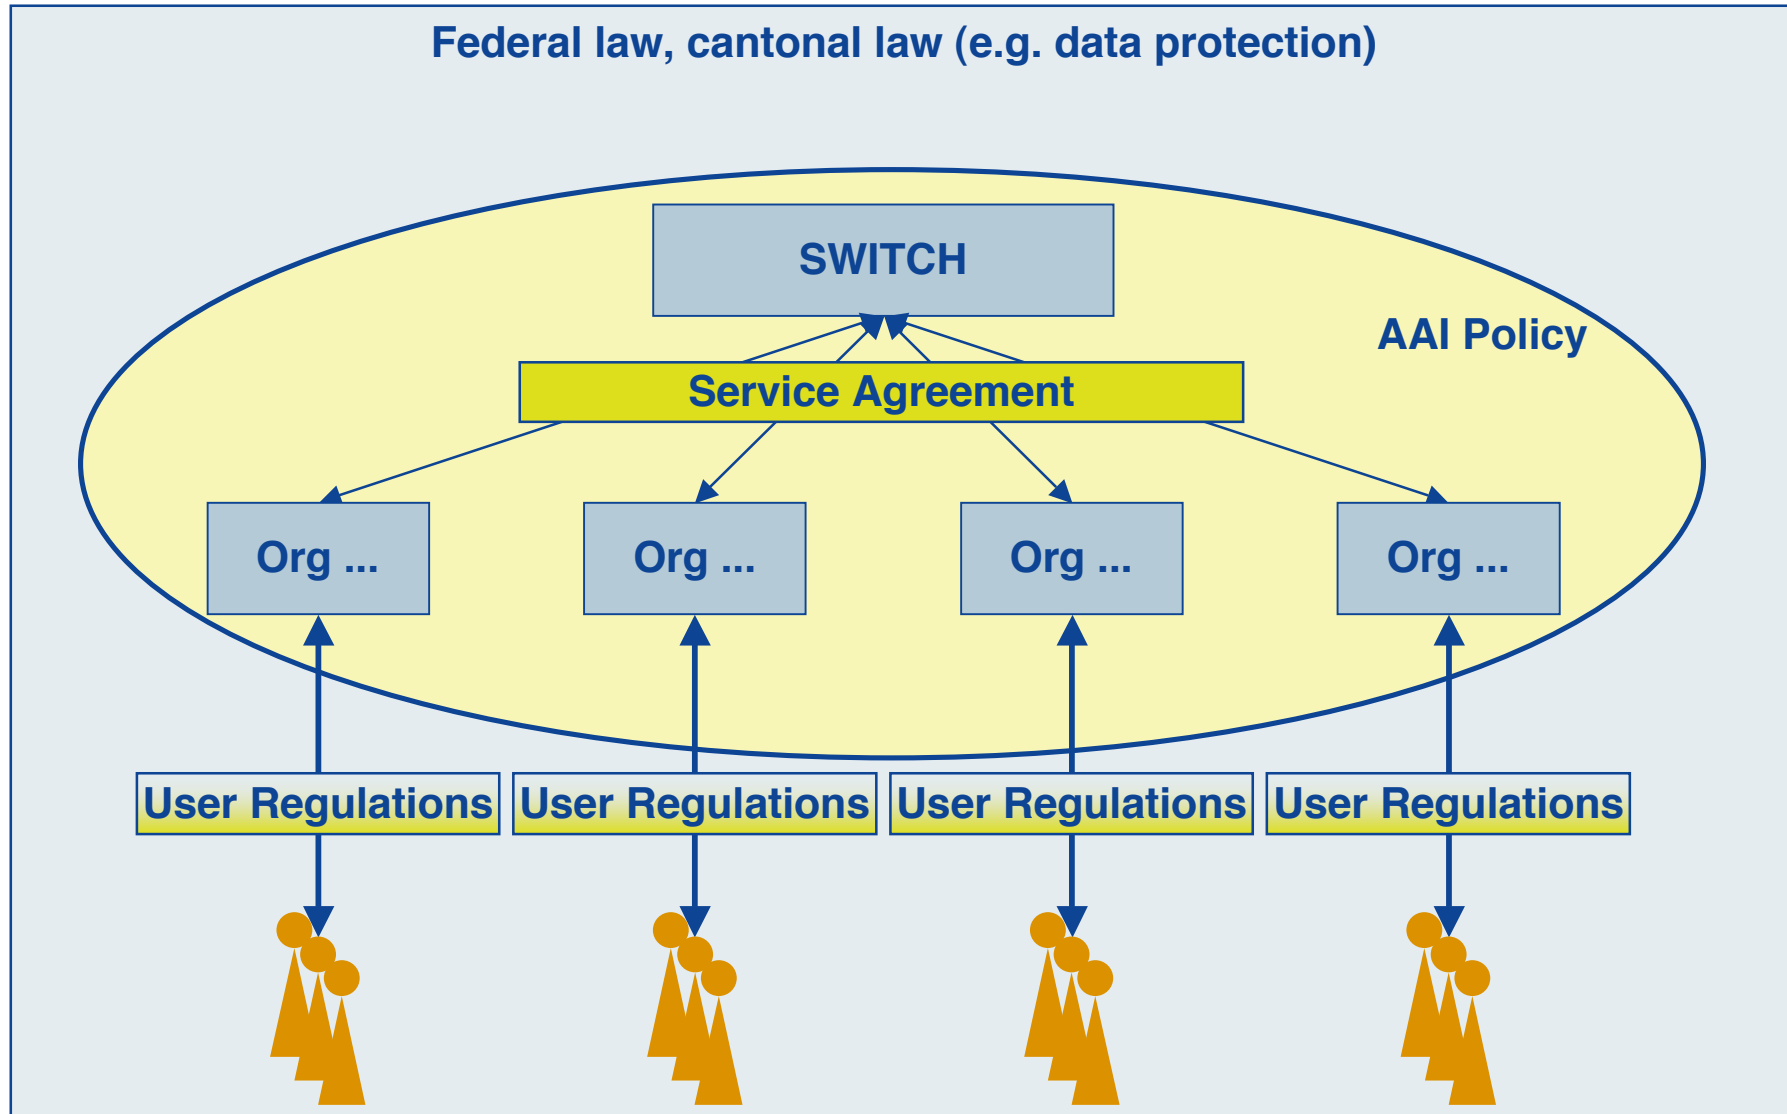 Federal law, cantonal law (e.g. data protection)
SWITCH
AAI Policy
Service Agreement
Org ...
Org ...
Org ...
Org ...
User Regulations
User Regulations
User Regulations
User Regulations